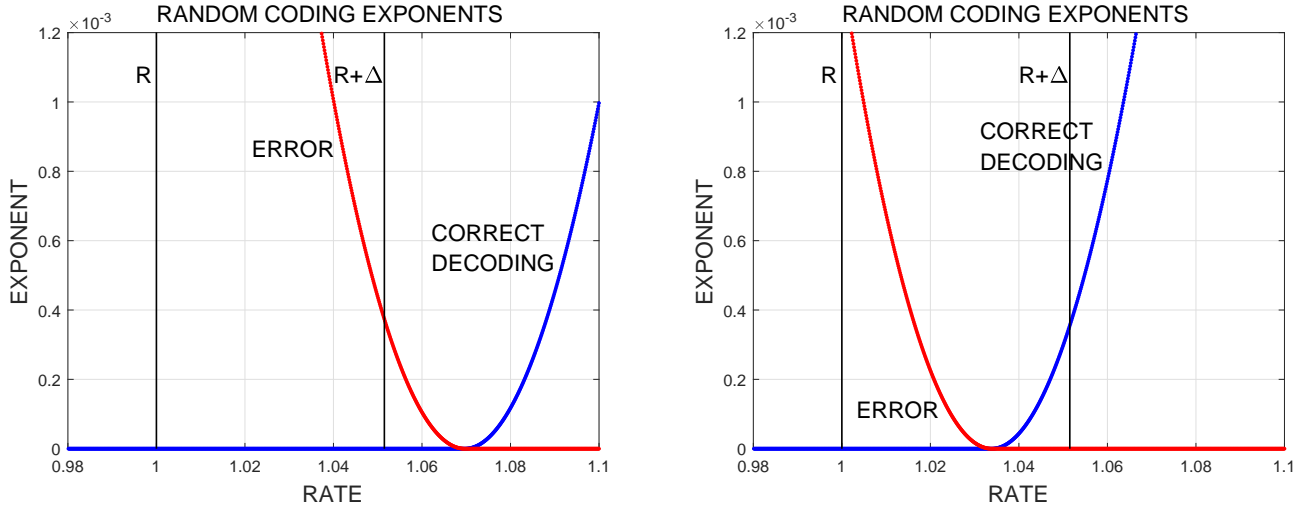 RANDOM CODING EXPONENTS
×10⁻³
1.2
1
0.8
0.6
0.4
0.2
0
EXPONENT
R
R+Δ
ERROR
CORRECT
DECODING
0.98
1
1.02
1.04
1.06
1.08
1.1
RATE
RANDOM CODING EXPONENTS
×10⁻³
1.2
1
0.8
0.6
0.4
0.2
0
EXPONENT
R
R+Δ
CORRECT
DECODING
ERROR
0.98
1
1.02
1.04
1.06
1.08
1.1
RATE